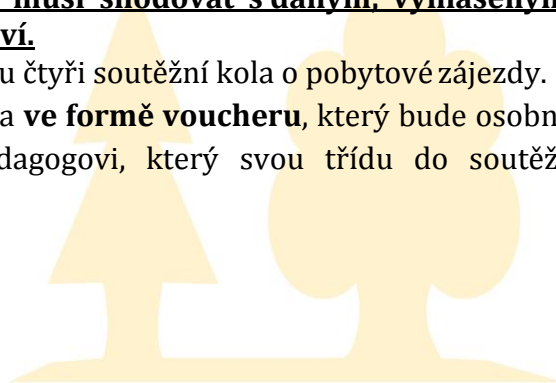 musí shodovat s daným, vyhlášeným
ví.
u čtyři soutěžní kola o pobytové zájezdy.
a ve formě voucheru, který bude osobn
dagogovi, který svou třídu do soutěž